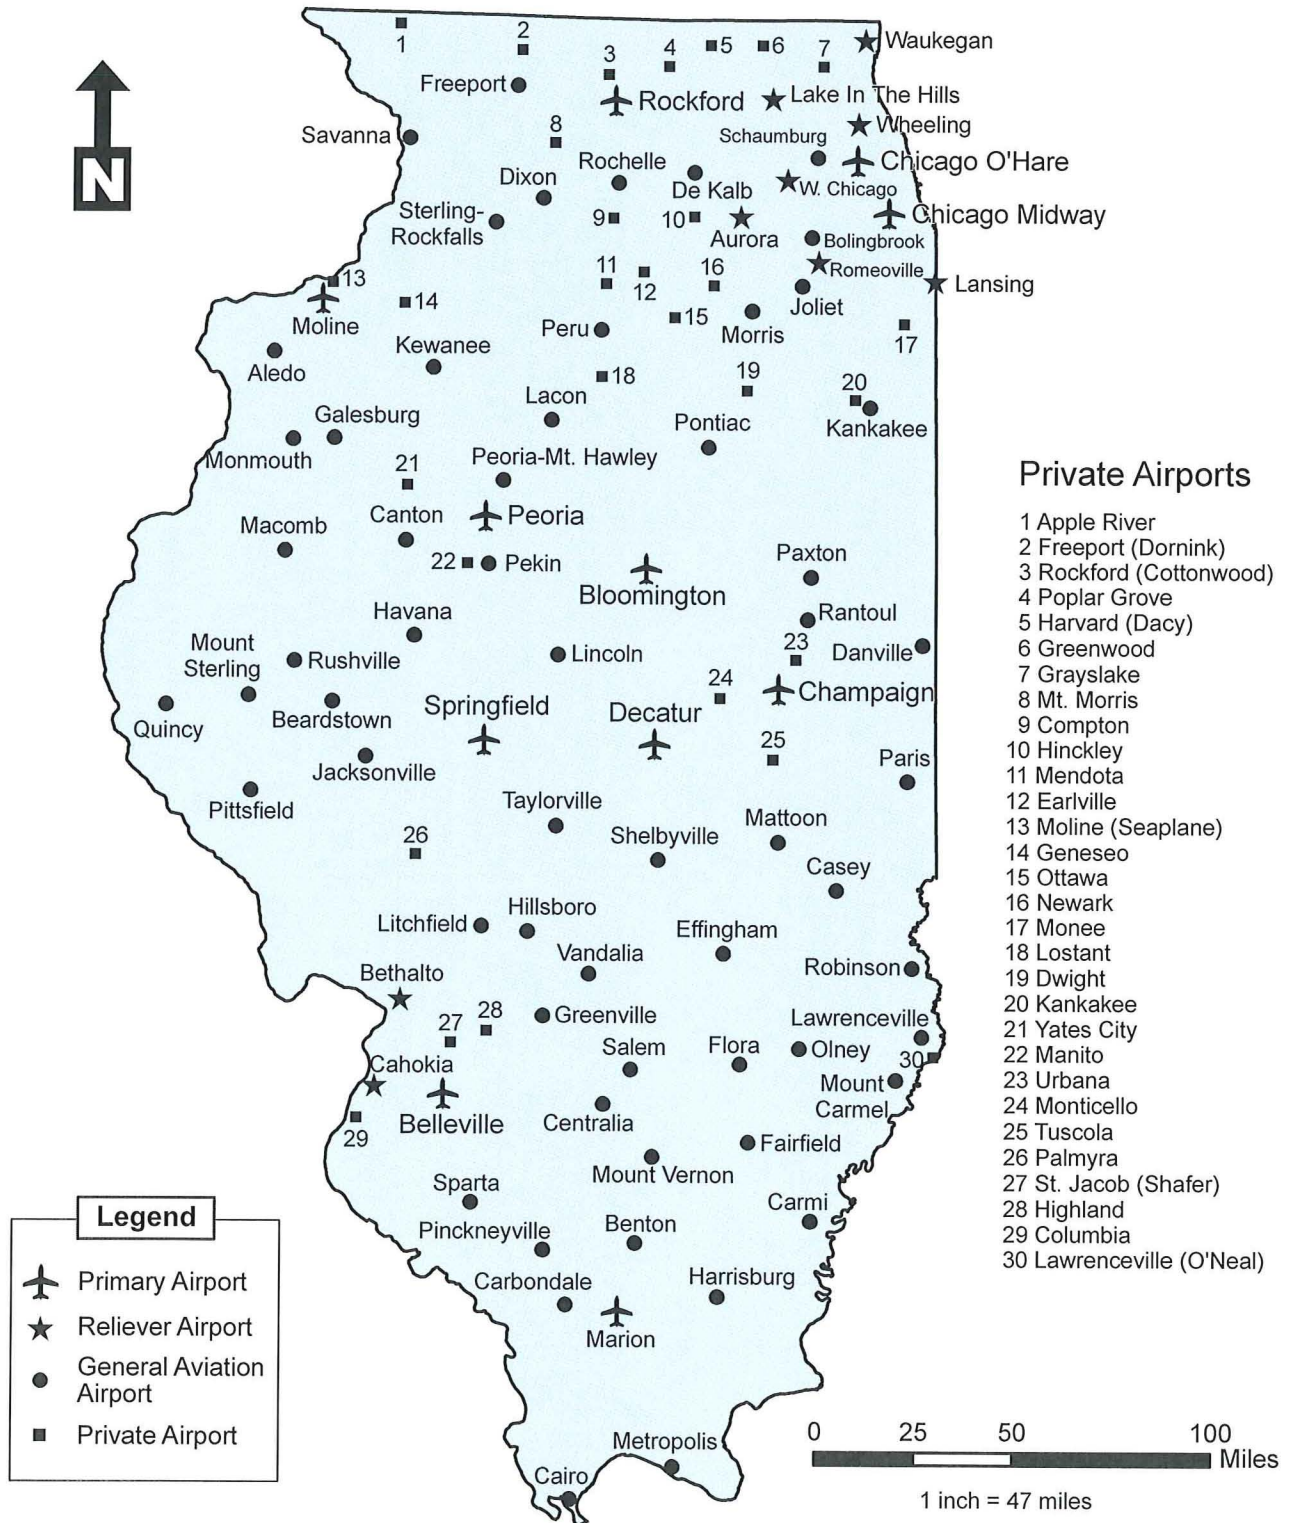 1
2
3
4
5
6
7
Waukegan
Freeport
Rockford
Lake In The Hills
Wheeling
Savanna
8
Schaumburg
Rochelle
Chicago O'Hare
Dixon
De Kalb
W. Chicago
Sterling-
Rockfalls
9
10
Aurora
Chicago Midway
Bolingbrook
Romeoville
11
12
16
13
Lansing
Moline
14
Joliet
15
Morris
Peru
17
Kewanee
Aledo
18
19
20
Lacon
Galesburg
Pontiac
Kankakee
Monmouth
Peoria-Mt. Hawley
21
Canton
Peoria
Macomb
22
Pekin
Paxton
Bloomington
Havana
Rantoul
Mount
Sterling
Rushville
Lincoln
23
Danville
24
Champaign
Quincy
Beardstown
Springfield
Decatur
25
Jacksonville
Paris
Pittsfield
Taylorville
Mattoon
26
Shelbyville
Casey
Litchfield
Hillsboro
Effingham
Vandalia
Robinson
Bethalto
27
28
Greenville
Lawrenceville
Salem
Flora
Olney
30
Cahokia
Mount
Carmel
Belleville
Centralia
29
Fairfield
Mount Vernon
Sparta
Carmi
Pinckneyville
Benton
Carbondale
Harrisburg
Marion
Metropolis
Cairo
N
Private Airports
1 Apple River
2 Freeport (Dornink)
3 Rockford (Cottonwood)
4 Poplar Grove
5 Harvard (Dacy)
6 Greenwood
7 Grayslake
8 Mt. Morris
9 Compton
10 Hinckley
11 Mendota
12 Earlville
13 Moline (Seaplane)
14 Geneseo
15 Ottawa
16 Newark
17 Monee
18 Lostant
19 Dwight
20 Kankakee
21 Yates City
22 Manito
23 Urbana
24 Monticello
25 Tuscola
26 Palmyra
27 St. Jacob (Shafer)
28 Highland
29 Columbia
30 Lawrenceville (O'Neal)
Legend
Primary Airport
Reliever Airport
General Aviation
Airport
Private Airport
0 25 50 100
Miles
1 inch = 47 miles